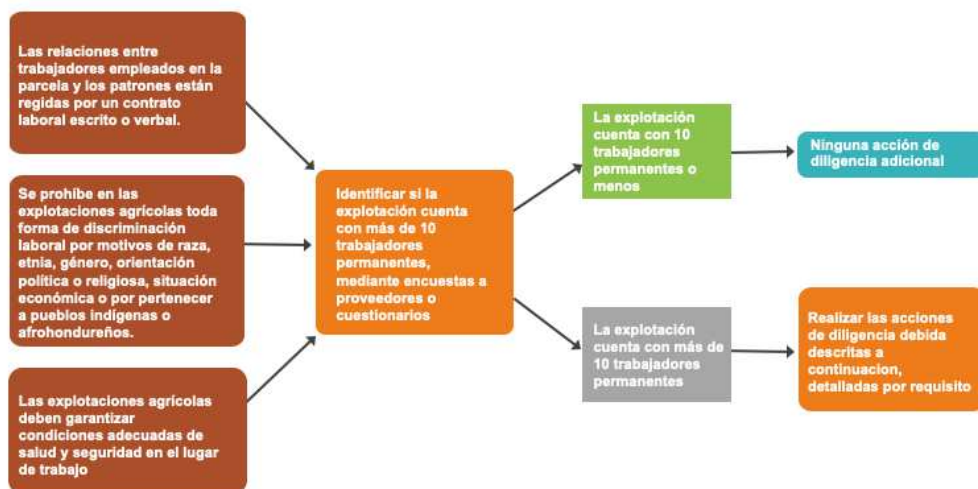 Las relaciones entre
trabajadores empleados en la
parcela y los patrones están
regidas por un contrato
laboral escrito o verbal.
Se prohíbe en las
explotaciones agrícolas toda
forma de discriminación
laboral por motivos de raza,
etnia, género, orientación
política o religiosa, situación
económica o por pertenecer
a pueblos indígenas o
afrohondureños.
Las explotaciones agrícolas
deben garantizar
condiciones adecuadas de
salud y seguridad en el lugar
de trabajo
Identificar si la
explotación cuenta
con más de 10
trabajadores
permanentes,
mediante encuestas a
proveedores o
cuestionarios
La explotación
cuenta con 10
trabajadores
permanentes o
menos
Ninguna acción de
diligencia adicional
La explotación
cuenta con más de
10 trabajadores
permanentes
Realizar las acciones
de diligencia debida
descritas a
continuacion,
detalladas por
requisito